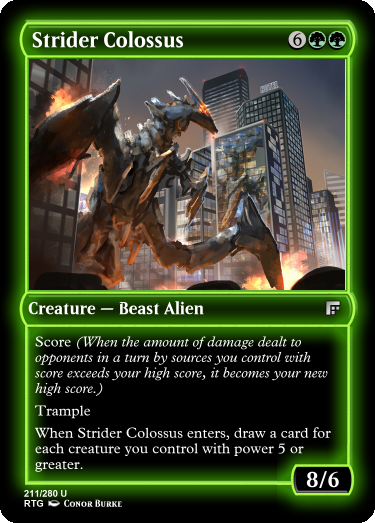 Strider Colossus 6
HOTEL
Creature — Beast Alien
Score (When the amount of damage dealt to
opponents in a turn by sources you control with
score exceeds your high score, it becomes your new
high score.)
Trample
When Strider Colossus enters, draw a card for
each creature you control with power 5 or
greater.
8/6
211/280 U
RTG Conor Burke